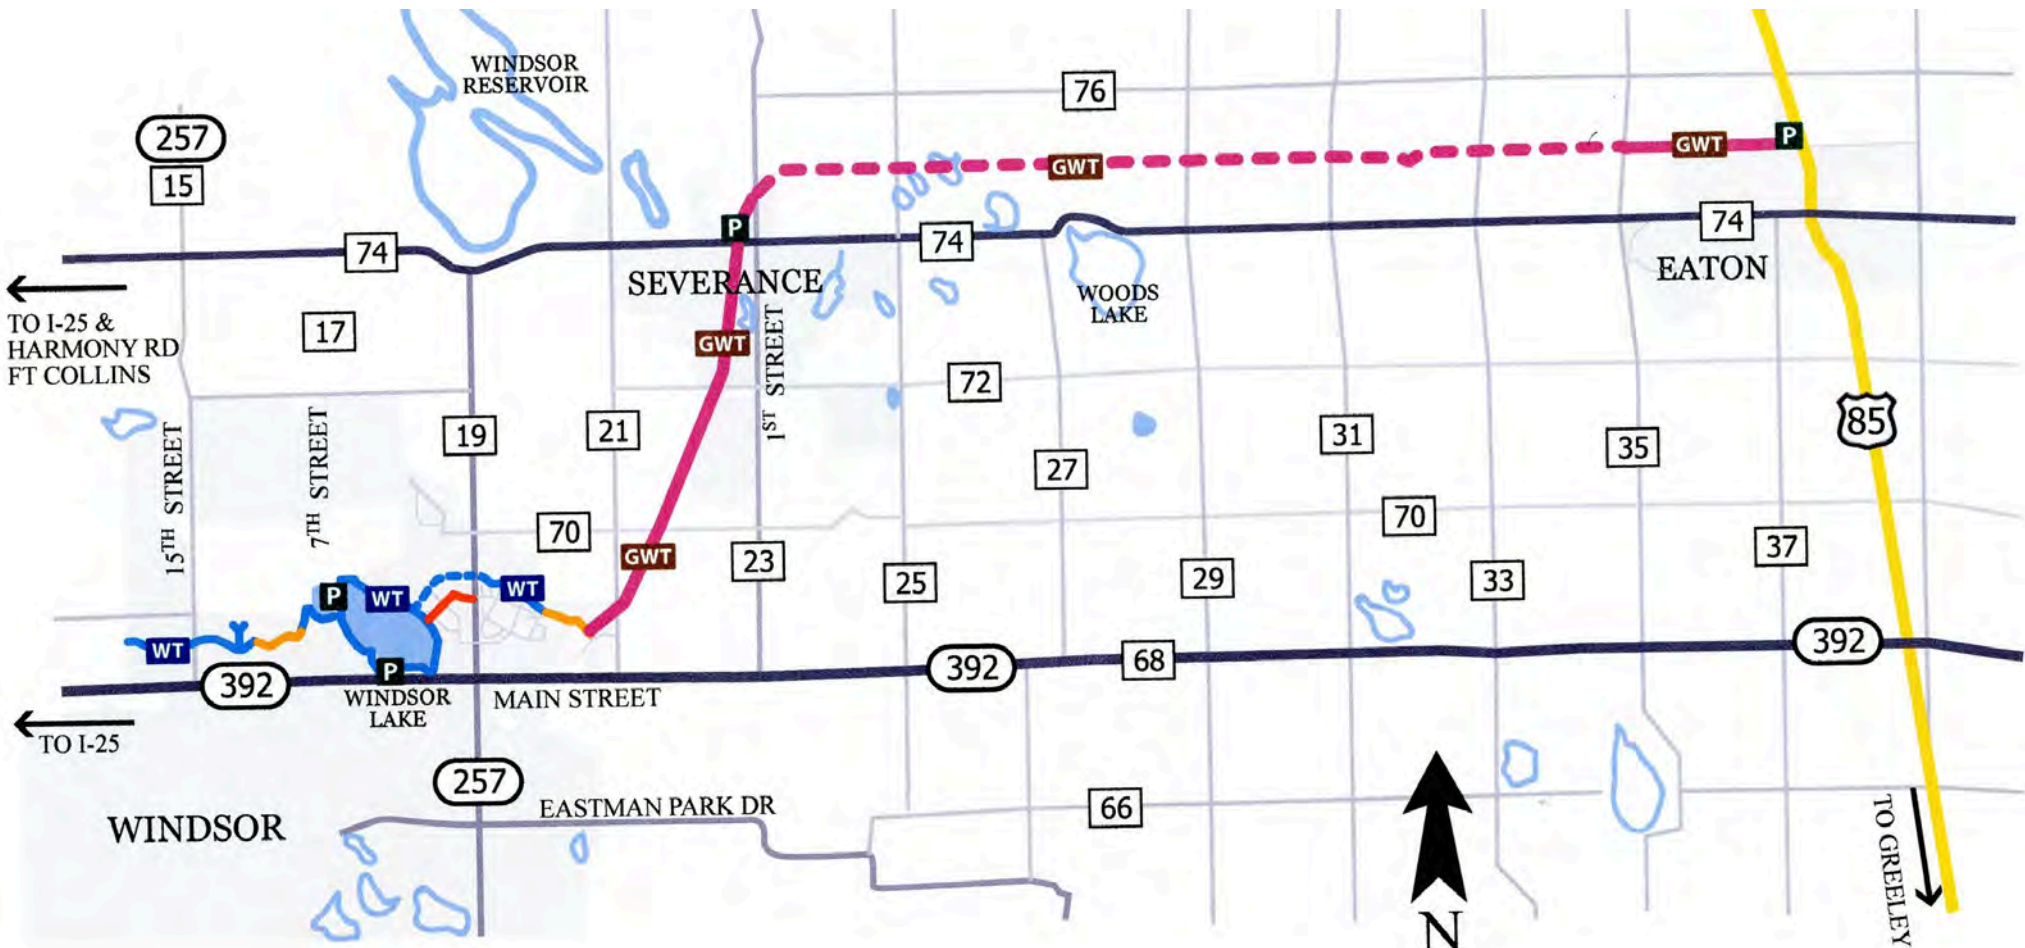 WINDSOR
RESERVOIR
76
257
15
P
GWT
GWT
P
74
74
74
SEVERANCE
EATON
WOODS
LAKE
TO I-25 &
HARMONY RD
FT COLLINS
17
GWT
1ST STREET
72
85
15TH STREET
7TH STREET
19
21
27
31
35
70
70
GWT
23
25
29
33
37
P
WT
WT
WT
P
392
392
68
392
WINDSOR
LAKE
MAIN STREET
TO I-25
257
EASTMAN PARK DR
66
WINDSOR
TO GREELEY
N